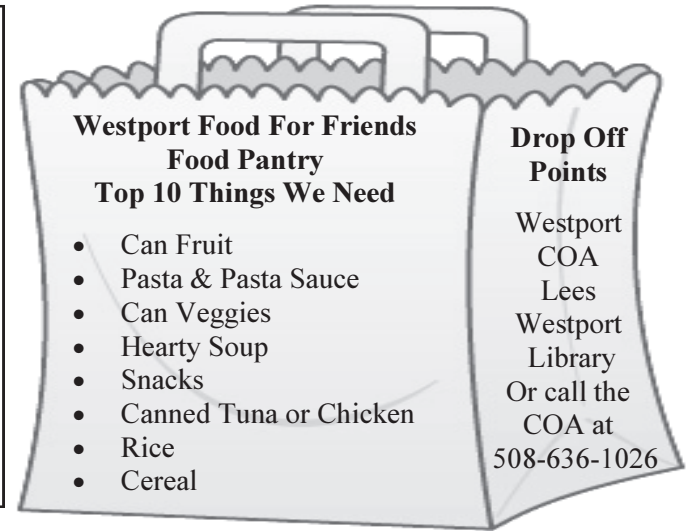 Westport Food For Friends
Food Pantry
Top 10 Things We Need
• Can Fruit
• Pasta & Pasta Sauce
• Can Veggies
• Hearty Soup
• Snacks
• Canned Tuna or Chicken
• Rice
• Cereal
Drop Off
Points
Westport
COA
Lees
Westport
Library
Or call the
COA at
508-636-1026